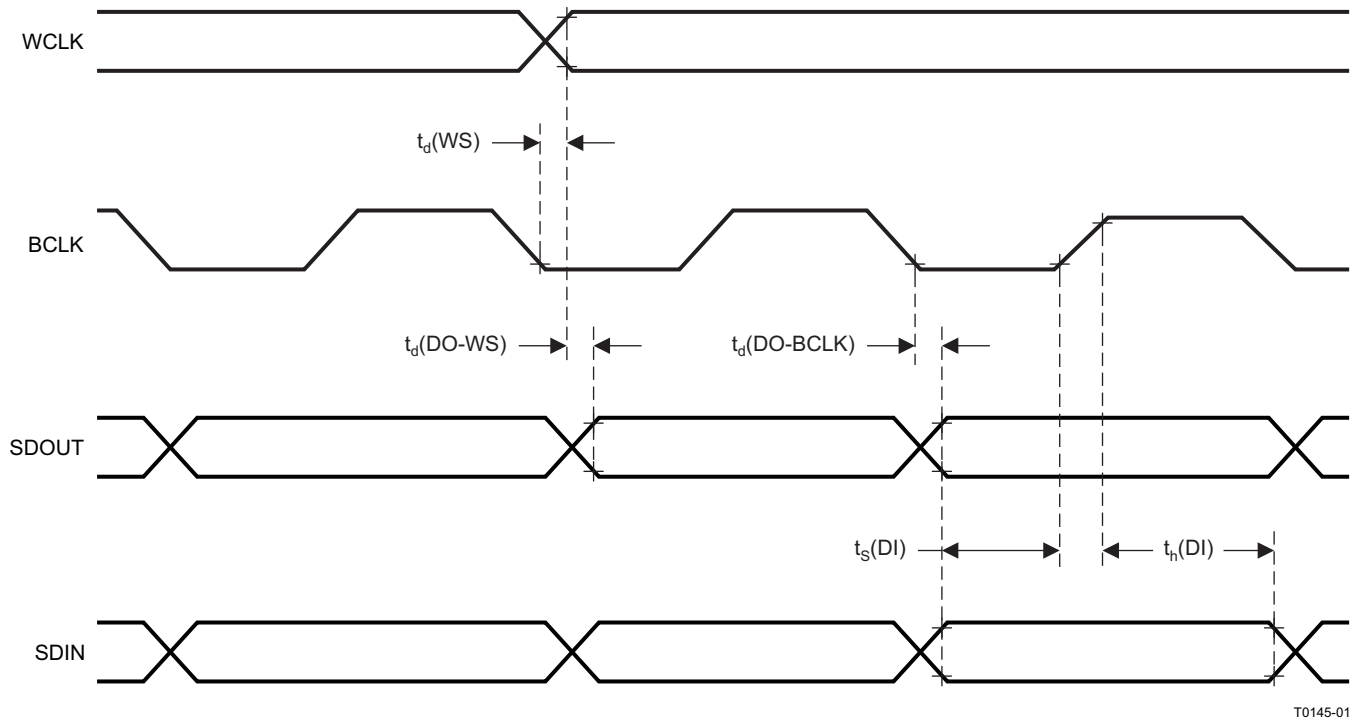 WCLK
td(WS)
BCLK
td(DO-WS)
td(DO-BCLK)
SDOUT
tS(DI)
th(DI)
SDIN
T0145-01